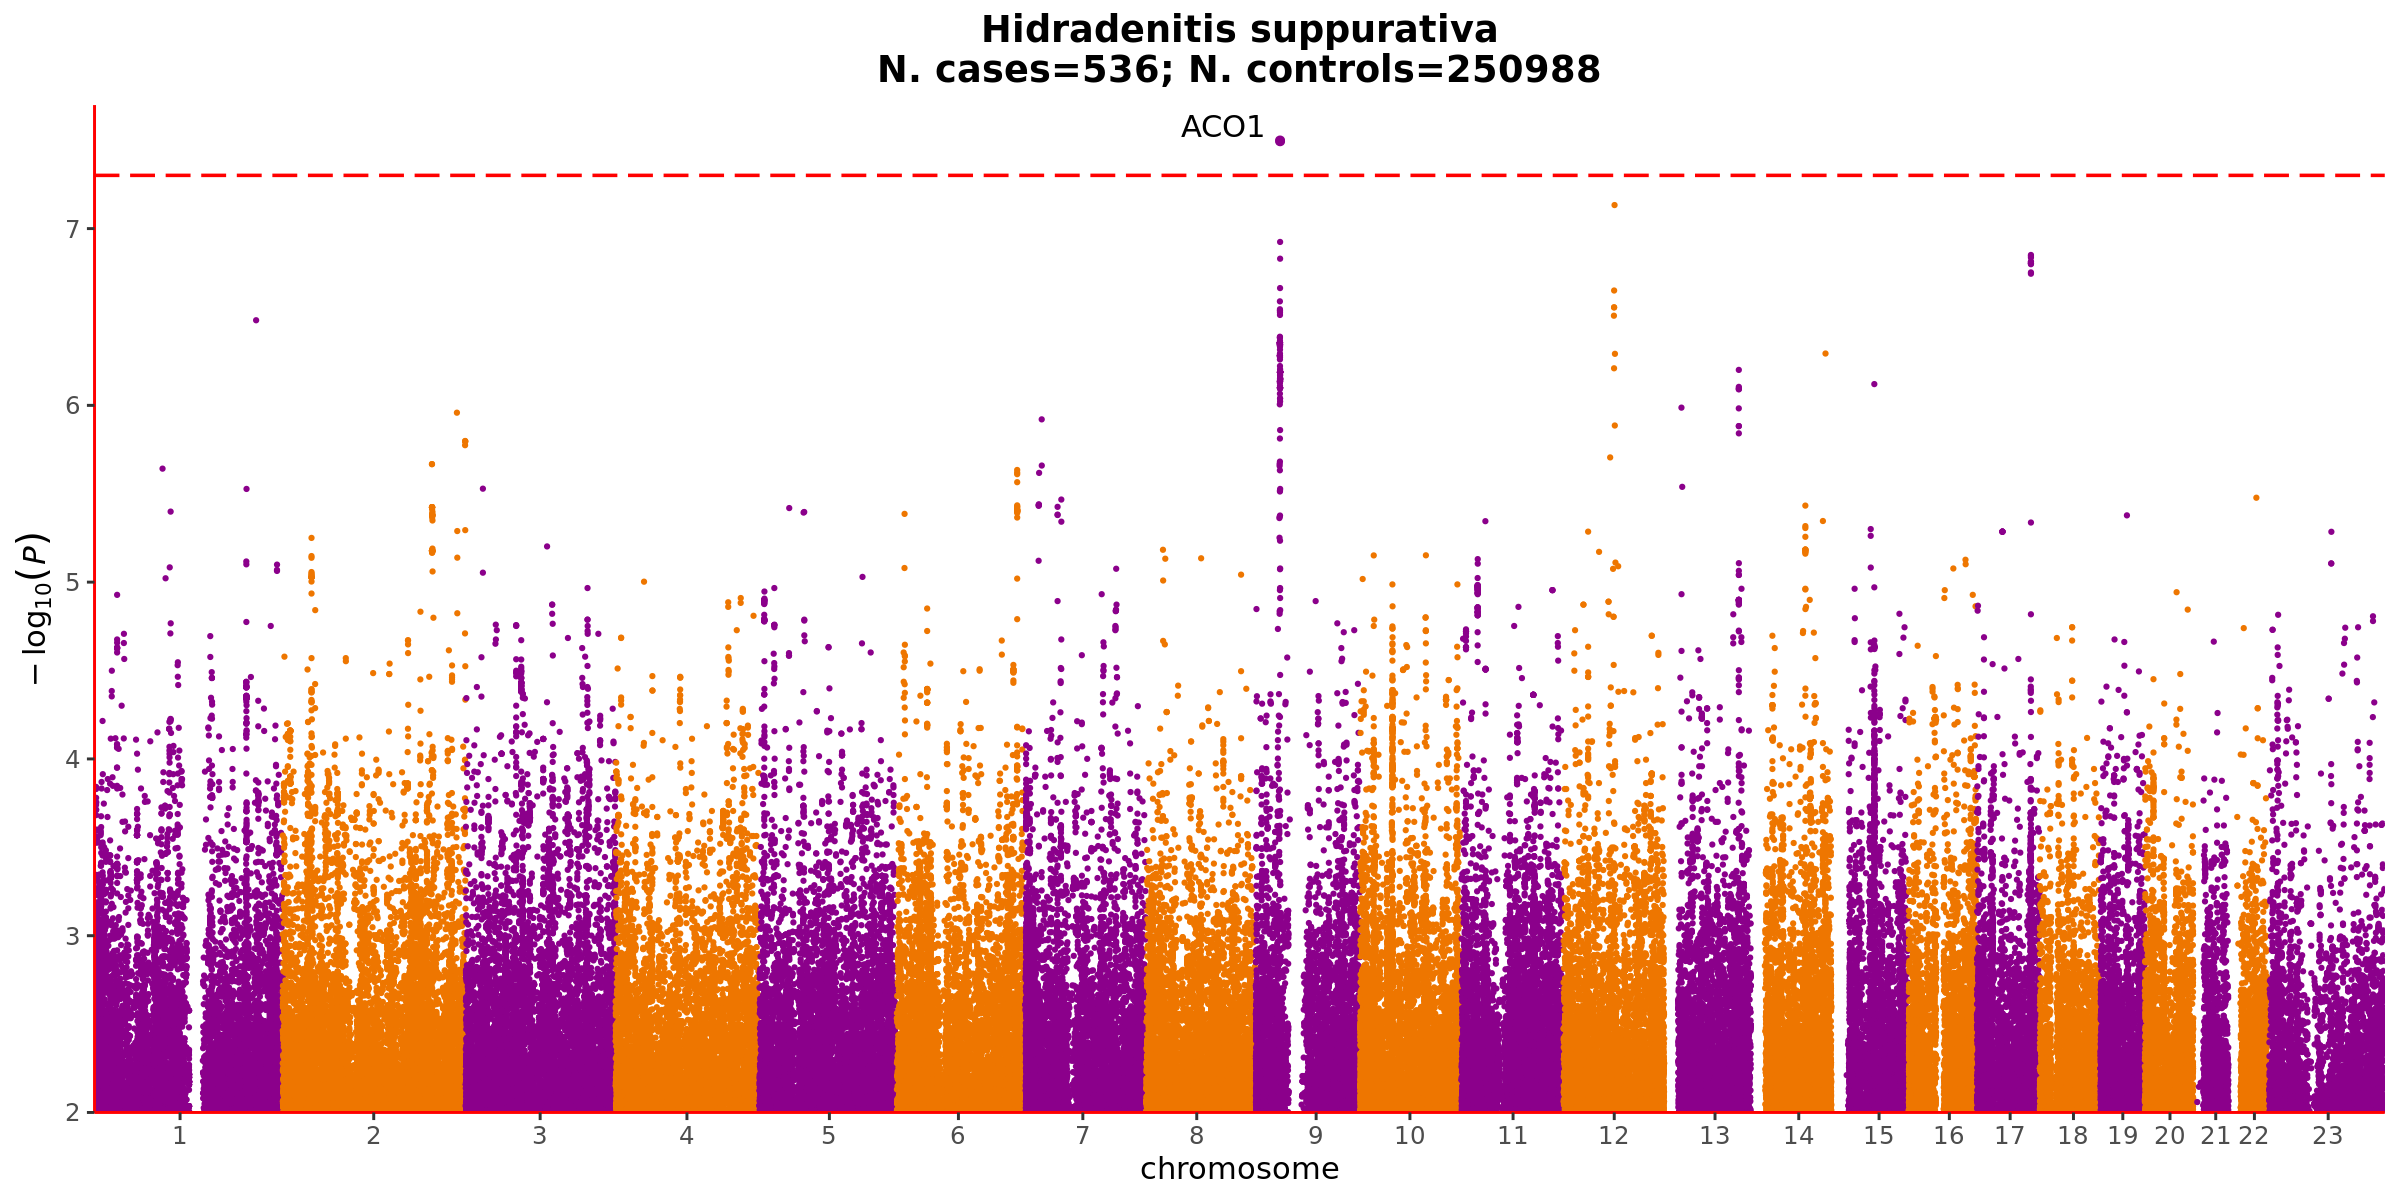 Hidradenitis suppurativa
N. cases=536; N. controls=250988
ACO1
7
6
5
4
3
2
−log₁₀(P)
1 2 3 4 5 6 7 8 9 10 11 12 13 14 15 16 17 18 19 20 21 22 23
chromosome